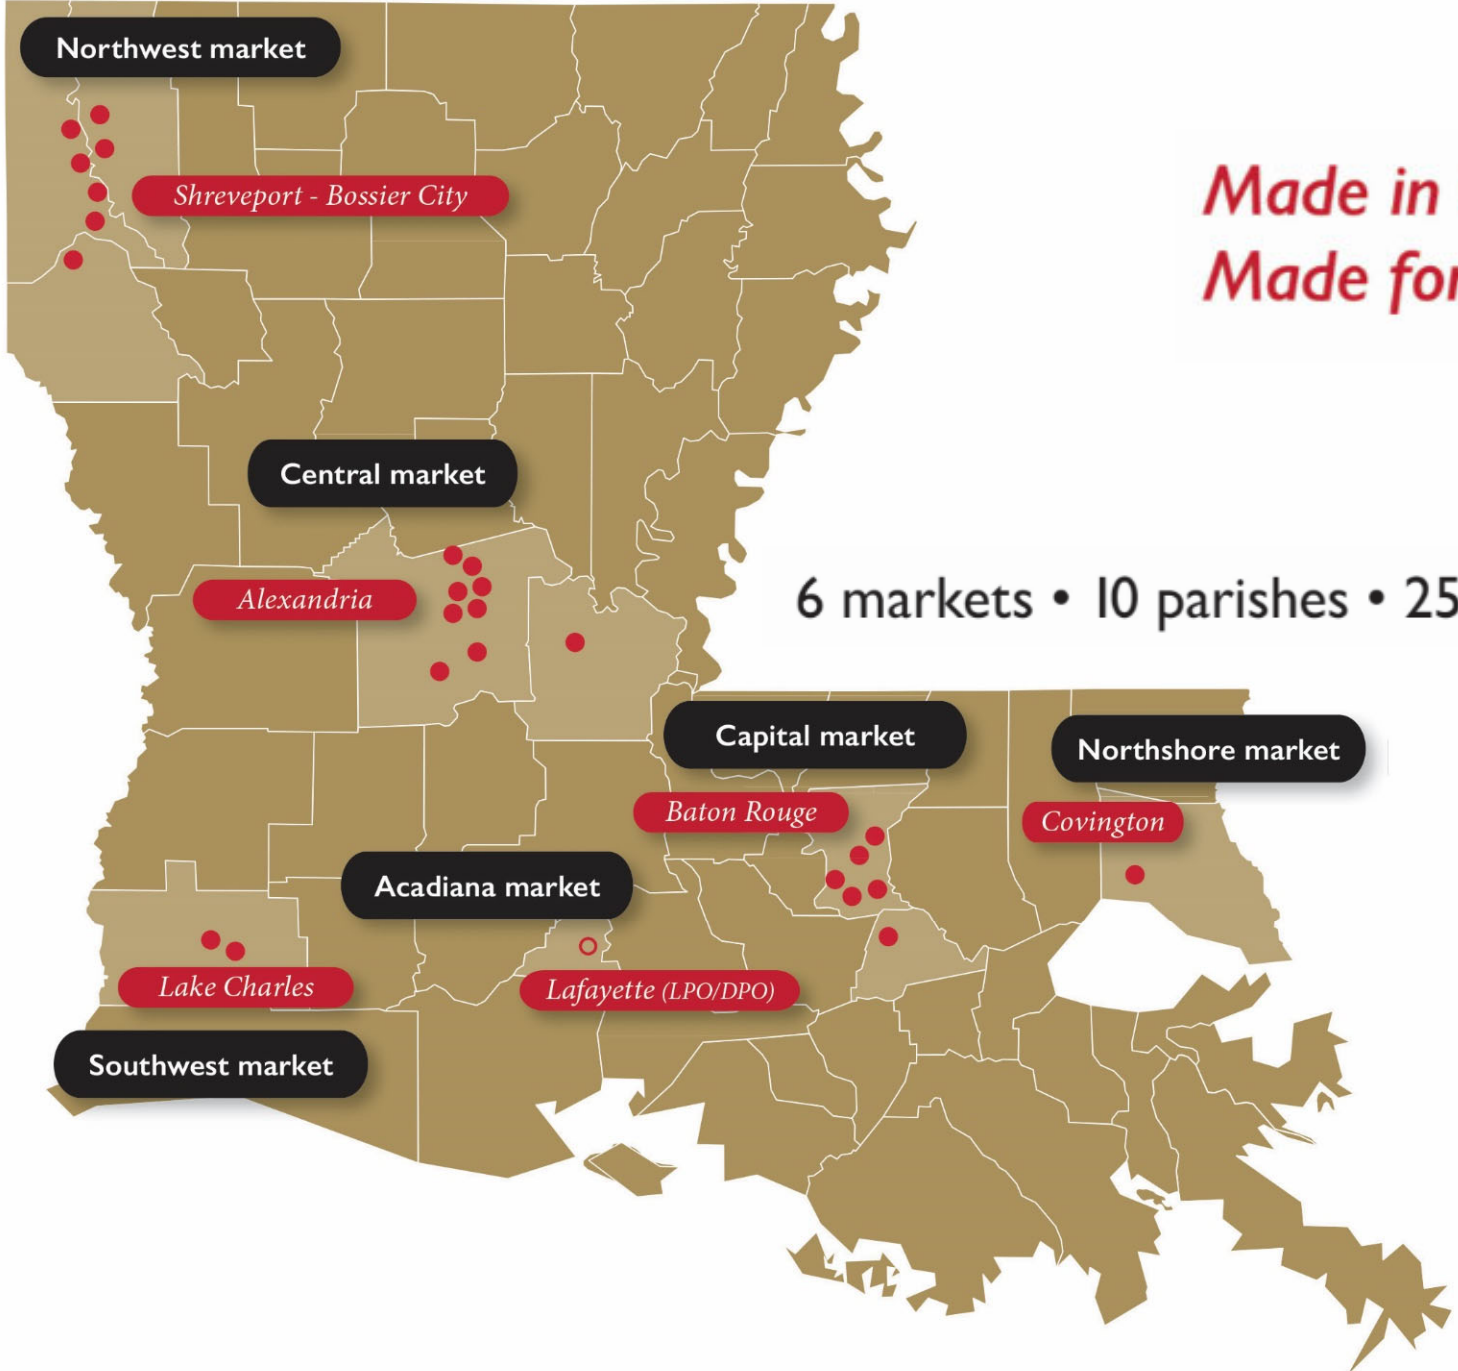 Northwest market
Made in
Shreveport - Bossier City
Made for
Central market
Alexandria
6 markets • 10 parishes • 25
Capital market
Northshore market
Baton Rouge
Covington
Acadiana market
Lake Charles
Lafayette (LPO/DPO)
Southwest market